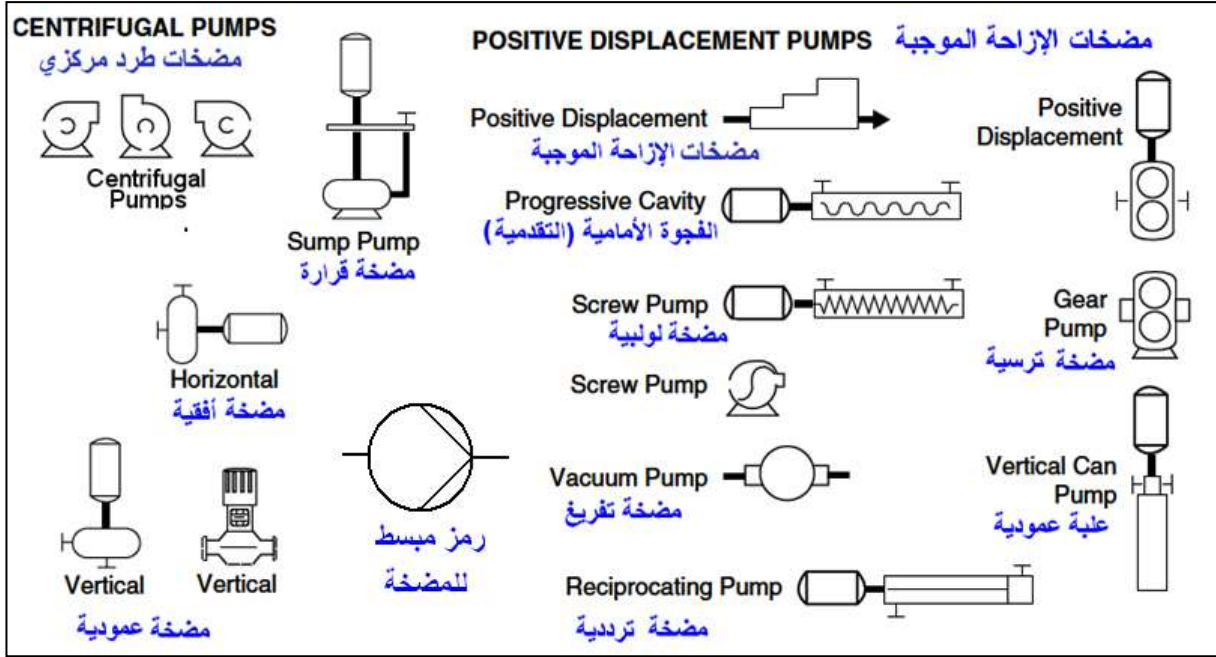 CENTRIFUGAL PUMPS
مضخات طرد مركزي
Centrifugal
Pumps
Sump Pump
مضخة قرارة
Horizontal
مضخة أفقية
Vertical
Vertical
مضخة عمودية
رمز مبسط
للمضخة
POSITIVE DISPLACEMENT PUMPS مضخات الإزاحة الموجبة
Positive Displacement
مضخات الإزاحة الموجبة
Progressive Cavity
الفجوة الأمامية (التقدمية)
Screw Pump
مضخة لولبية
Screw Pump
Vacuum Pump
مضخة تفريغ
Reciprocating Pump
مضخة ترددية
Positive
Displacement
Gear
Pump
مضخة ترسية
Vertical Can
Pump
علبة عمودية